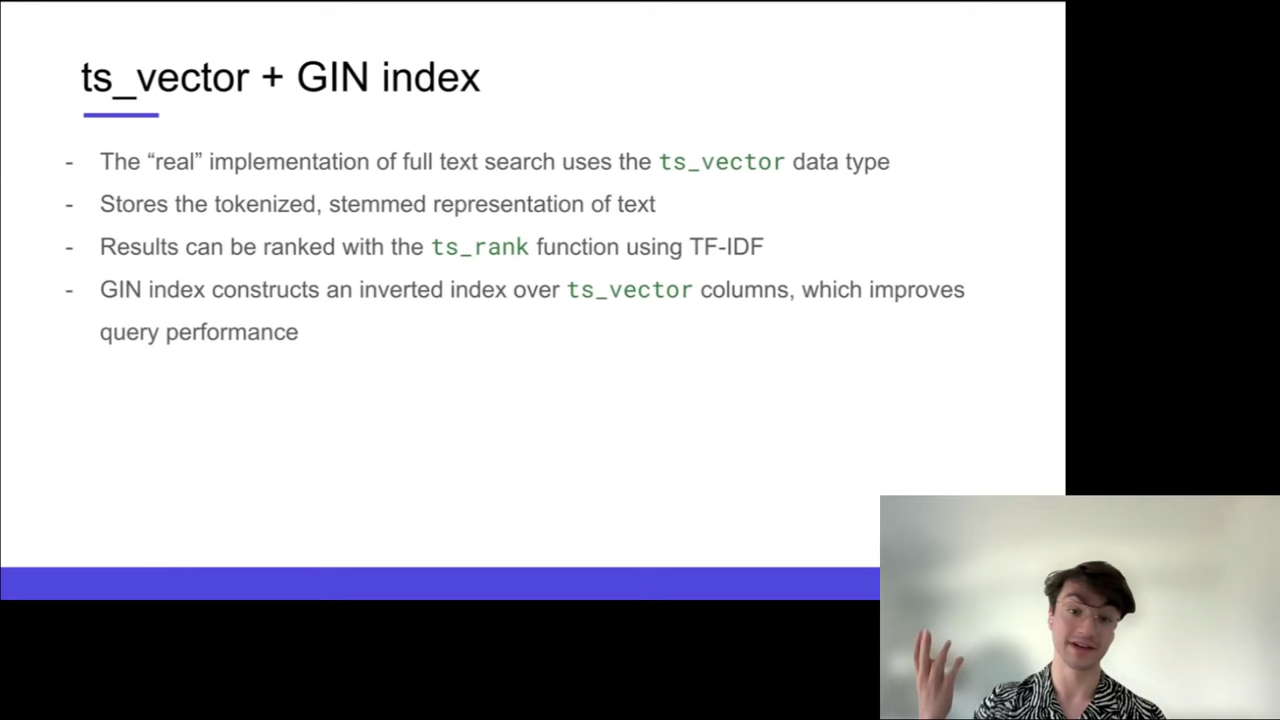 ts_vector + GIN index
- The “real” implementation of full text search uses the ts_vector data type
- Stores the tokenized, stemmed representation of text
- Results can be ranked with the ts_rank function using TF-IDF
- GIN index constructs an inverted index over ts_vector columns, which improves
query performance